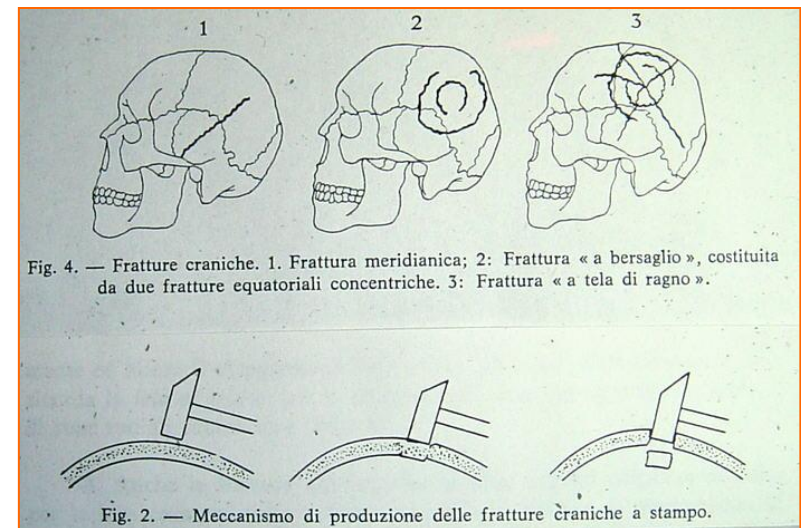 1 2 3
Fig. 4. — Fratture craniche. 1. Frattura meridianica; 2: Frattura « a bersaglio », costituita
da due fratture equatoriali concentriche. 3: Frattura « a tela di ragno ».
Fig. 2. — Meccanismo di produzione delle fratture craniche a stampo.